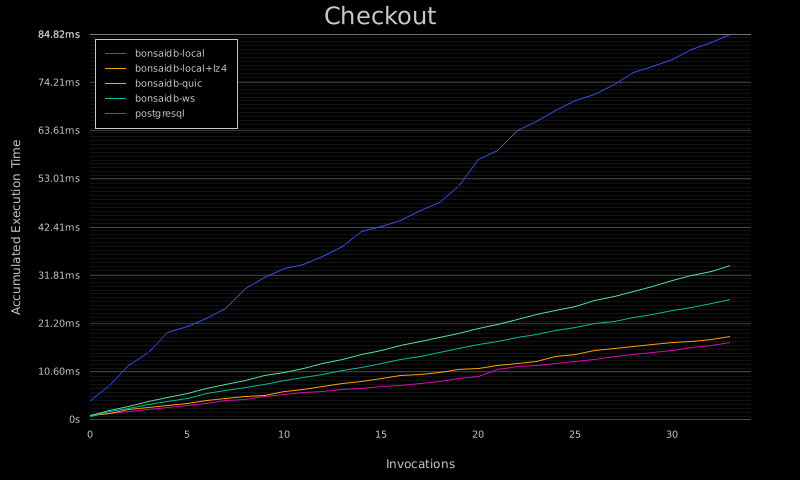 Checkout
84.82ms
74.21ms
63.61ms
53.01ms
42.41ms
31.81ms
21.20ms
10.60ms
0s
bonsaidb-local
bonsaidb-local+lz4
bonsaidb-quic
bonsaidb-ws
postgresql
Accumulated Execution Time
0 5 10 15 20 25 30
Invocations